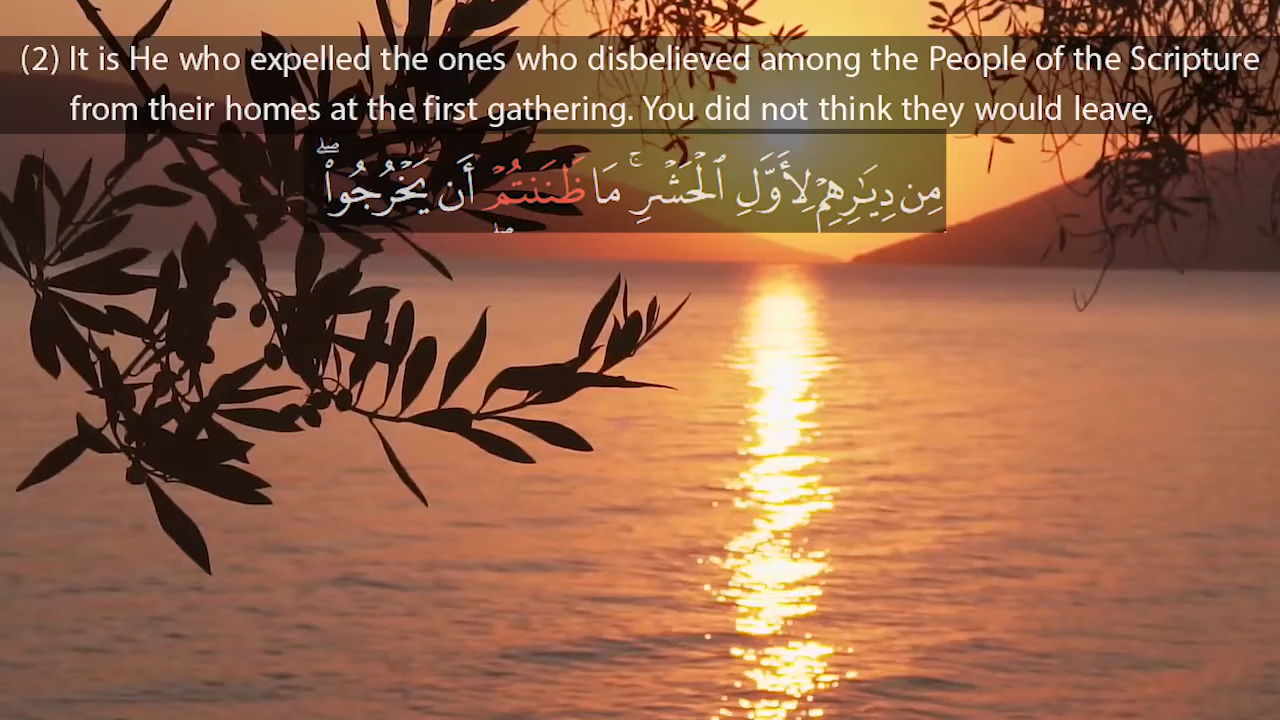 (2) It is He who expelled the ones who disbelieved among the People of the Scripture
from their homes at the first gathering. You did not think they would leave,
مِن دِيَـٰرِهِمْ لِأَوَّلِ ٱلْحَشْرِ ۚ مَا ظَنَنتُمْ أَن يَخْرُجُوا۟ ۖ